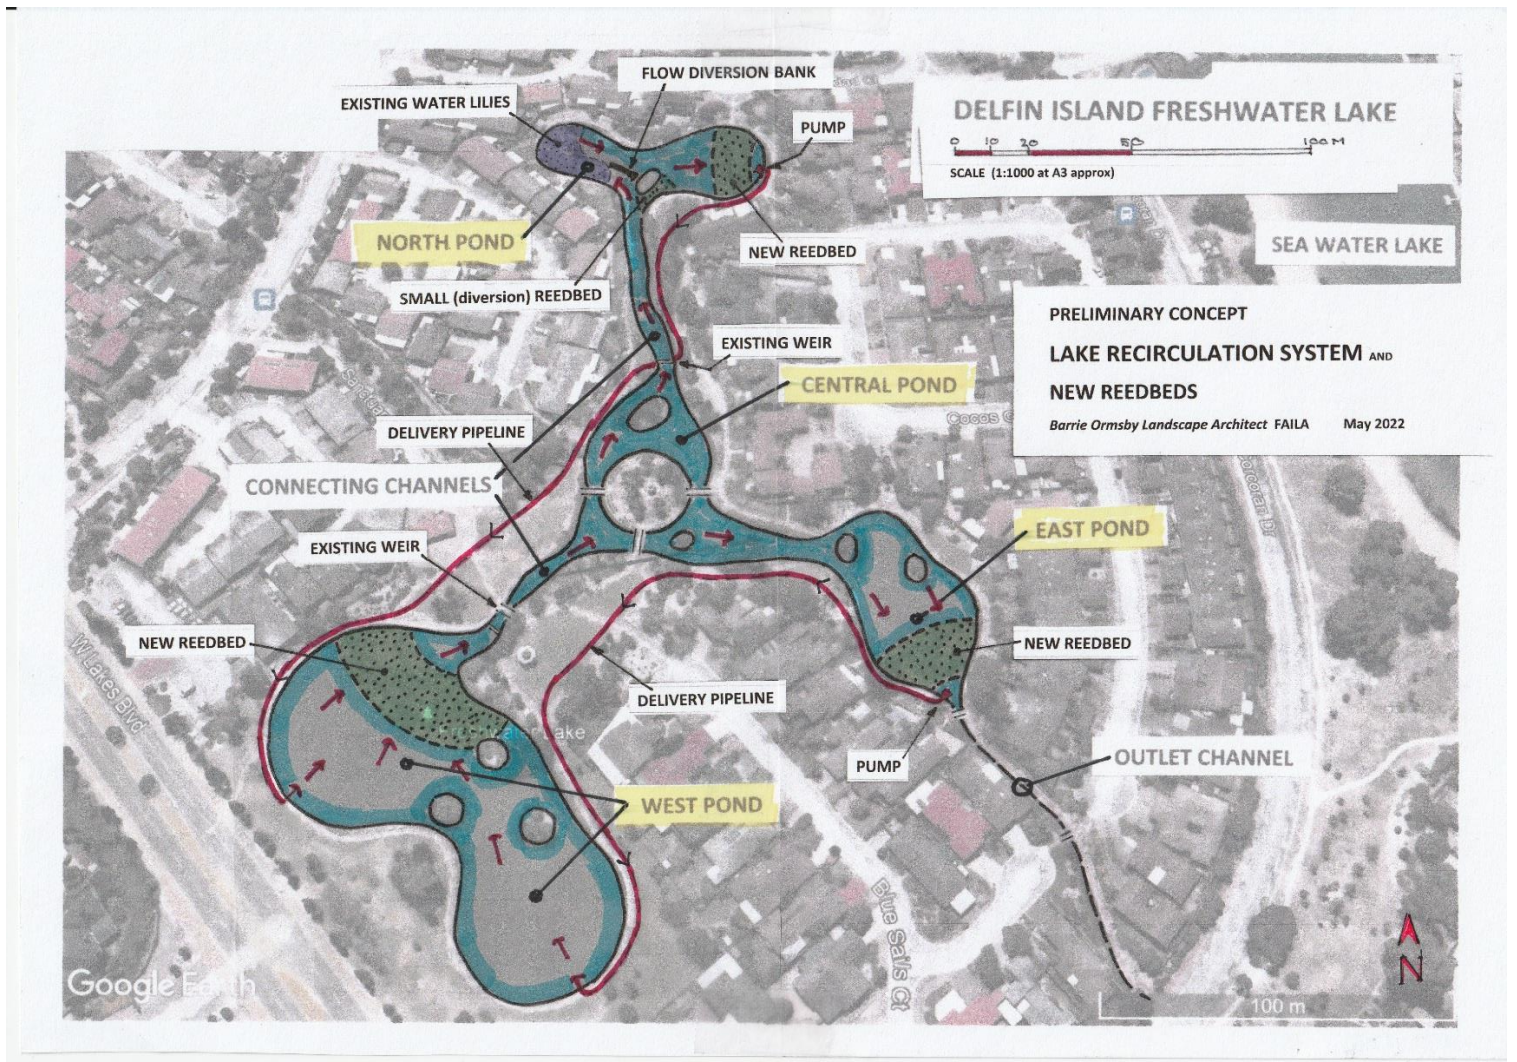 FLOW DIVERSION BANK
EXISTING WATER LILIES
DELFIN ISLAND FRESHWATER LAKE
0 10 20 50 100 M
SCALE (1:1000 at A3 approx)
PUMP
NORTH POND
NEW REEDBED
SEA WATER LAKE
SMALL (diversion) REEDBED
PRELIMINARY CONCEPT
LAKE RECIRCULATION SYSTEM AND
NEW REEDBEDS
Barrie Ormsby Landscape Architect FAILA May 2022
EXISTING WEIR
CENTRAL POND
DELIVERY PIPELINE
CONNECTING CHANNELS
EAST POND
EXISTING WEIR
NEW REEDBED
NEW REEDBED
W Lakes Blvd
DELIVERY PIPELINE
Freshwater Lake
PUMP
OUTLET CHANNEL
WEST POND
Blue Sails Ct
N
Google Earth
100 m